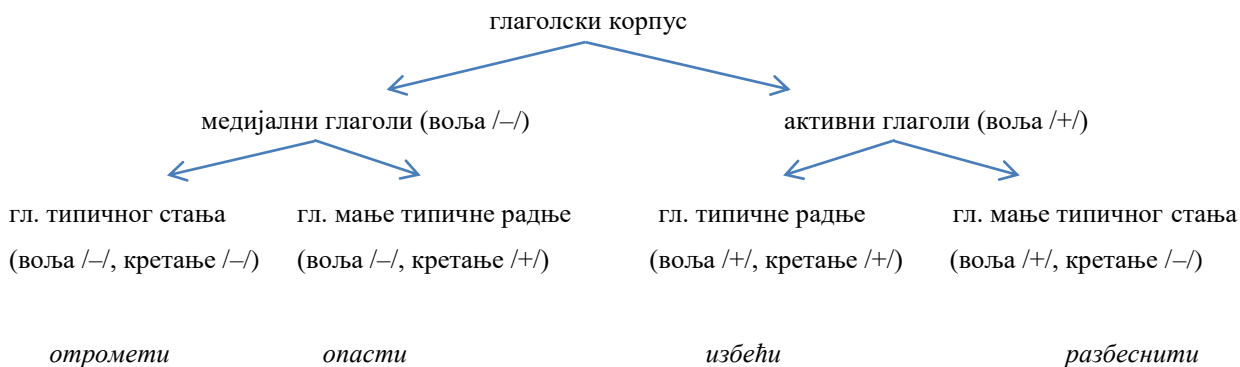 глаголски корпус
медијални глаголи (воља /–/) активни глаголи (воља /+/)
гл. типичног стања гл. мање типичне радње гл. типичне радње гл. мање типичног стања
(воља /–/, кретање /–/) (воља /–/, кретање /+/) (воља /+/, кретање /+/) (воља /+/, кретање /–/)
отромети опасти избећи разбеснити